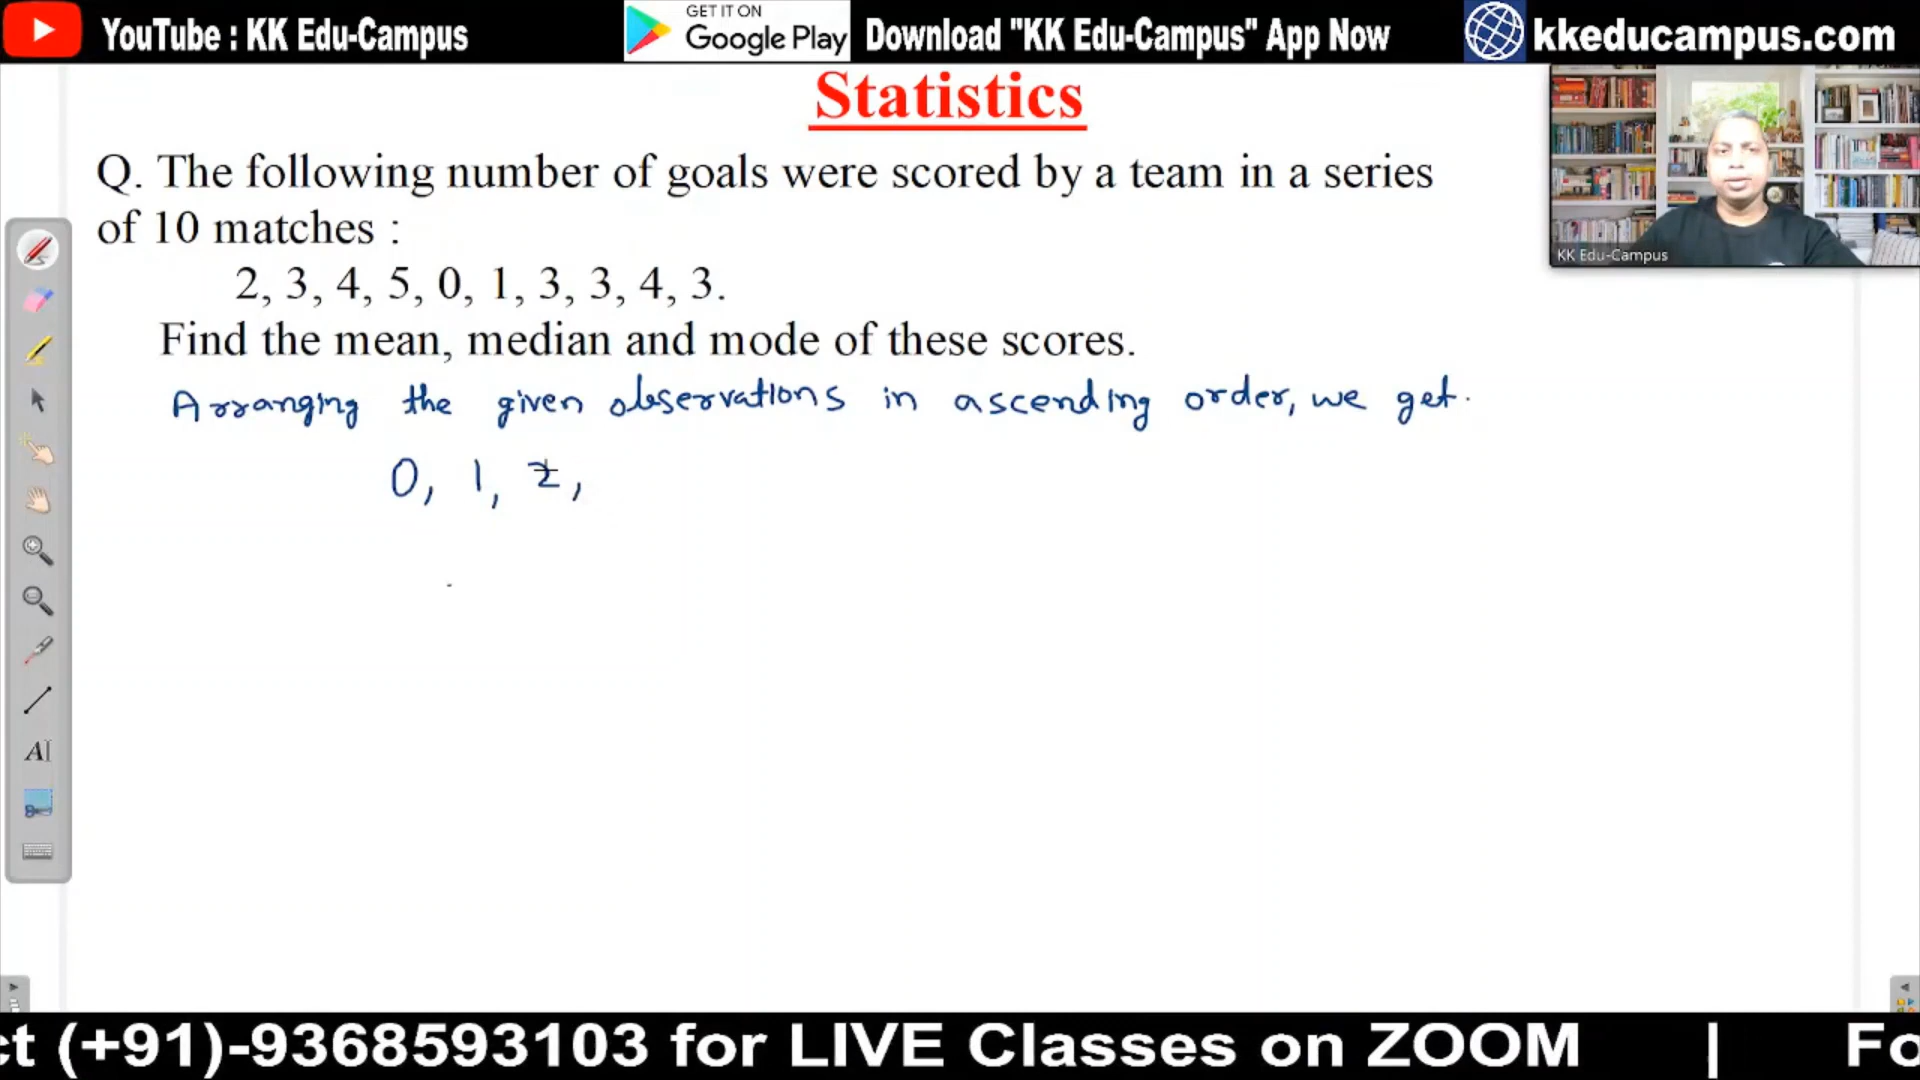 YouTube : KK Edu-Campus
GET IT ON
Google Play
Download "KK Edu-Campus" App Now
kkeducampus.com
Statistics
Q. The following number of goals were scored by a team in a series
of 10 matches :
2, 3, 4, 5, 0, 1, 3, 3, 4, 3.
Find the mean, median and mode of these scores.
Arranging the given observations in ascending order, we get.
0, 1, 2,
KK Edu-Campus
AI
ct (+91)-9368593103 for LIVE Classes on ZOOM | Fo